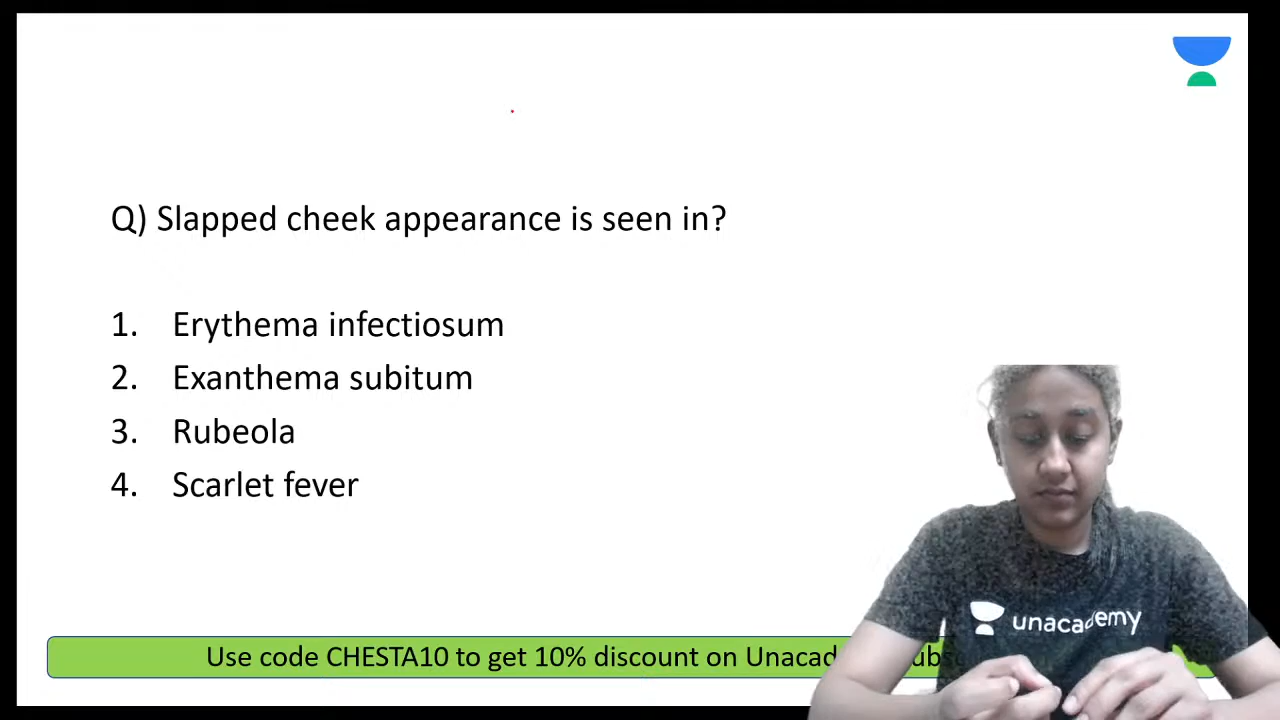 Q) Slapped cheek appearance is seen in?
1. Erythema infectiosum
2. Exanthema subitum
3. Rubeola
4. Scarlet fever
unacademy
Use code CHESTA10 to get 10% discount on